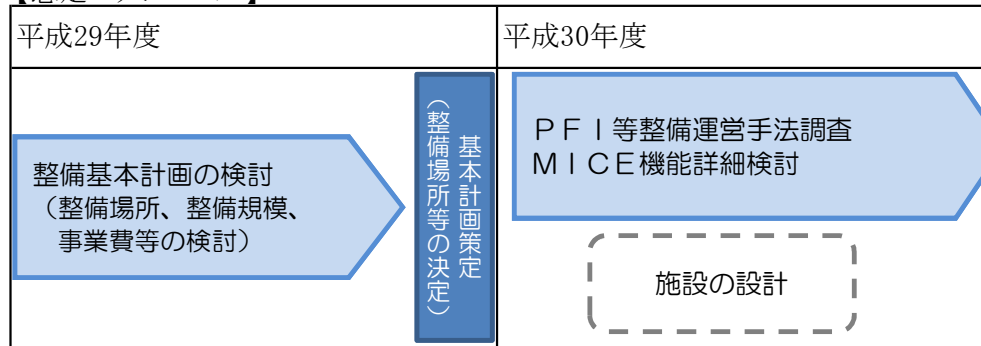 平成29年度
平成30年度
整備基本計画の検討
（整備場所、整備規模、
事業費等の検討）
基本計画策定
（整備場所等の決定）
ＰＦＩ等整備運営手法調査
ＭＩＣＥ機能詳細検討
施設の設計